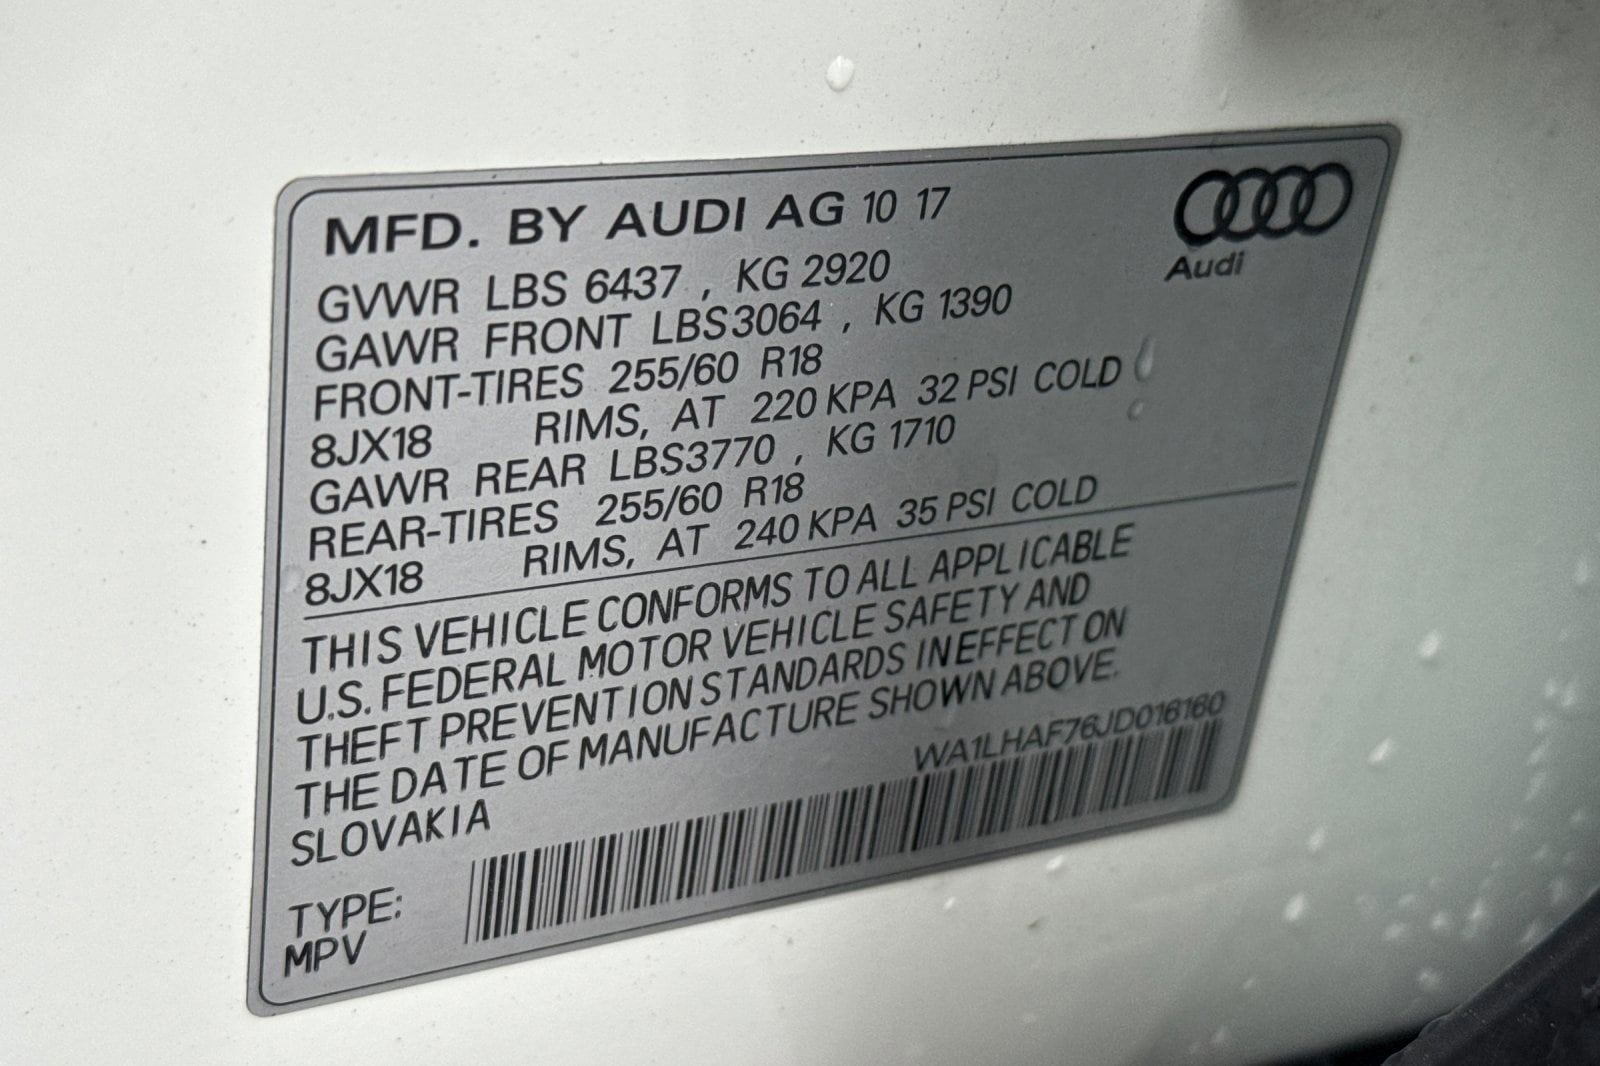 MFD. BY AUDI AG 10 17
Audi
GVWR LBS 6437 , KG 2920
GAWR FRONT LBS3064 , KG 1390
FRONT-TIRES 255/60 R18
8JX18 RIMS, AT 220 KPA 32 PSI COLD
GAWR REAR LBS3770 , KG 1710
REAR-TIRES 255/60 R18
8JX18 RIMS, AT 240 KPA 35 PSI COLD
THIS VEHICLE CONFORMS TO ALL APPLICABLE
U.S. FEDERAL MOTOR VEHICLE SAFETY AND
THEFT PREVENTION STANDARDS IN EFFECT ON
THE DATE OF MANUFACTURE SHOWN ABOVE.
SLOVAKIA
WA1LHAF76JD016160
TYPE:
MPV